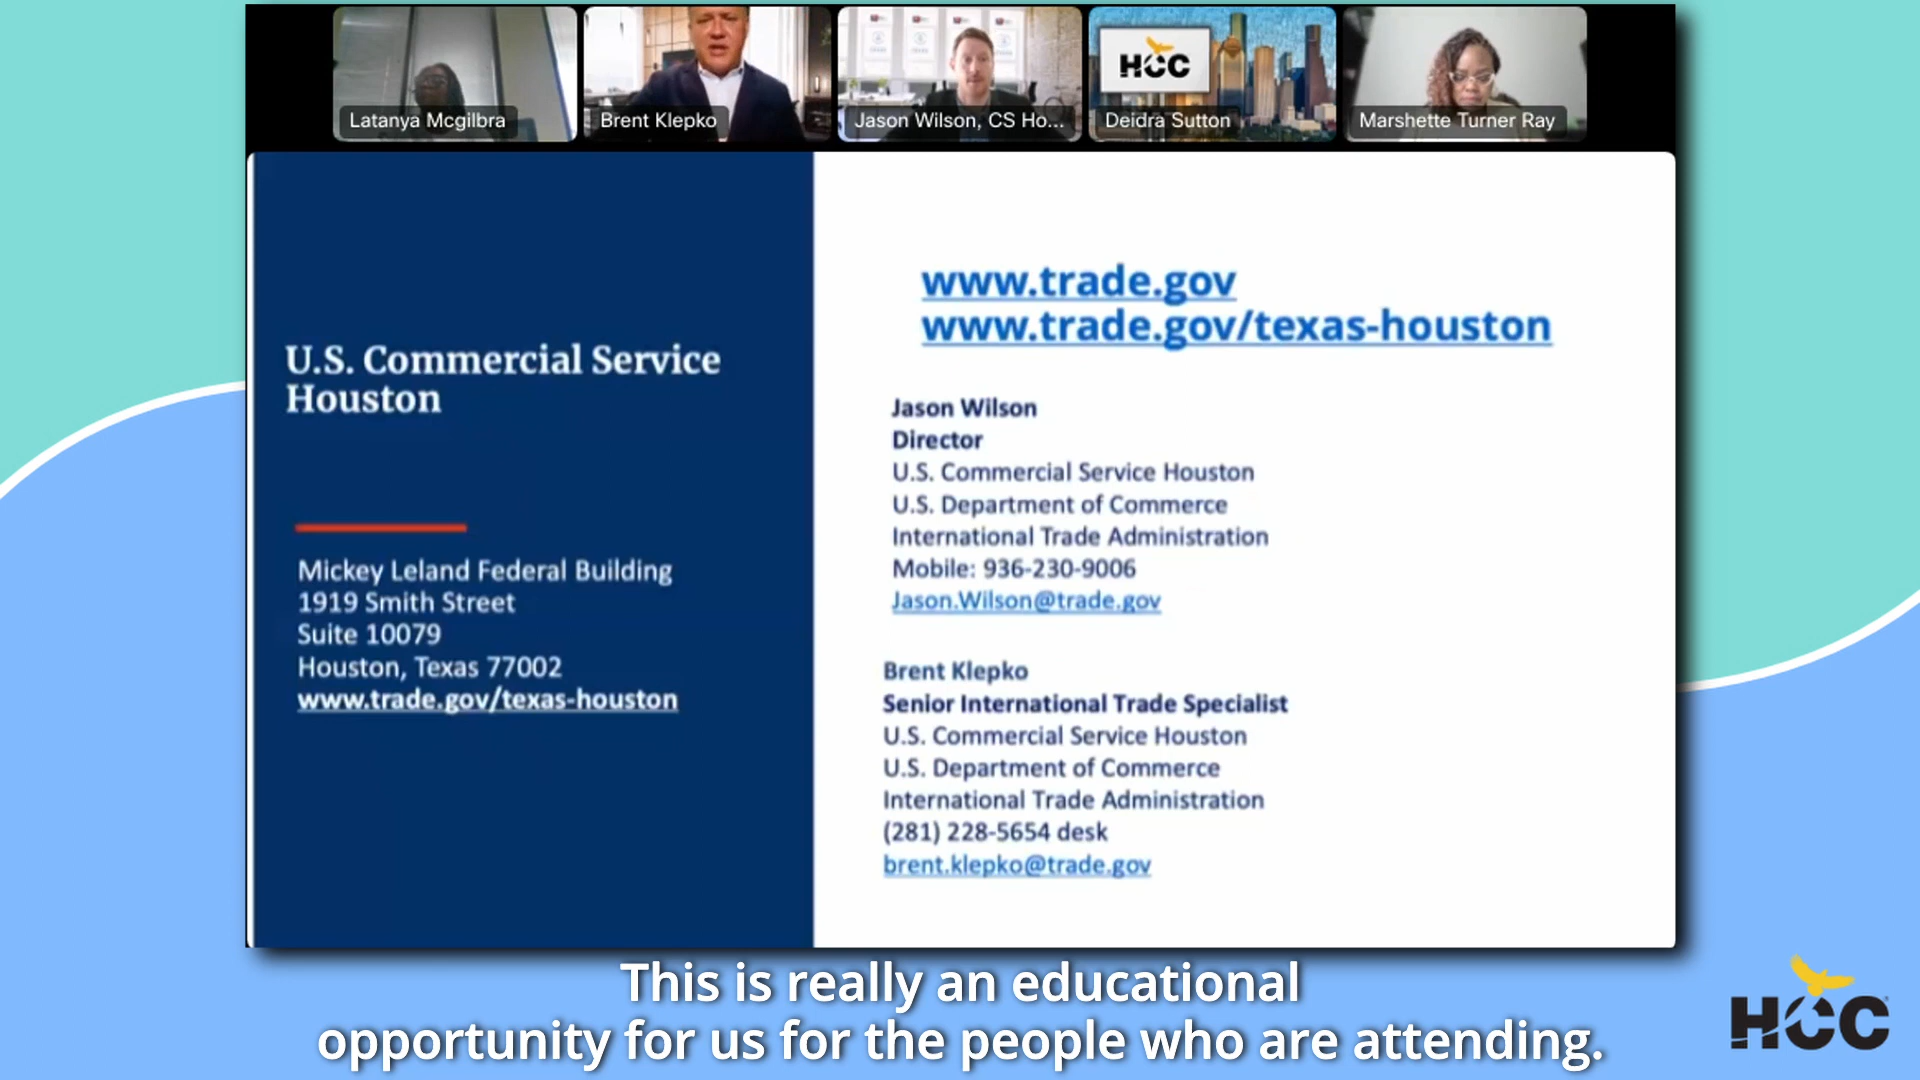 Latanya Mcgilbra
Brent Klepko
Jason Wilson, CS Ho...
HCC
Deidra Sutton
Marshette Turner Ray
U.S. Commercial Service
Houston
Mickey Leland Federal Building
1919 Smith Street
Suite 10079
Houston, Texas 77002
www.trade.gov/texas-houston
www.trade.gov
www.trade.gov/texas-houston
Jason Wilson
Director
U.S. Commercial Service Houston
U.S. Department of Commerce
International Trade Administration
Mobile: 936-230-9006
Jason.Wilson@trade.gov
Brent Klepko
Senior International Trade Specialist
U.S. Commercial Service Houston
U.S. Department of Commerce
International Trade Administration
(281) 228-5654 desk
brent.klepko@trade.gov
This is really an educational
opportunity for us for the people who are attending.
HCC